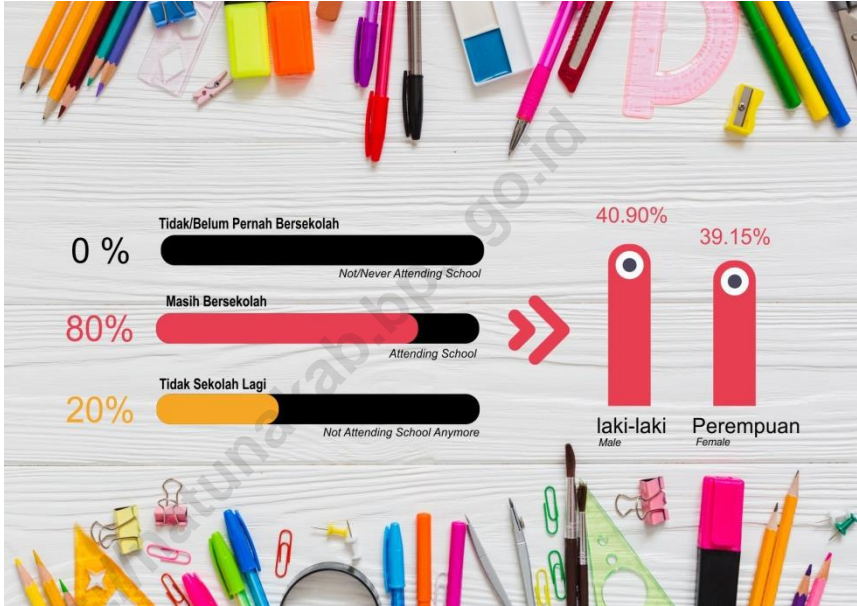 Tidak/Belum Pernah Bersekolah
0 %
Not/Never Attending School
Masih Bersekolah
80%
Attending School
Tidak Sekolah Lagi
20%
Not Attending School Anymore
40.90%
39.15%
laki-laki
Male
Perempuan
Female
natunakab.bps.go.id